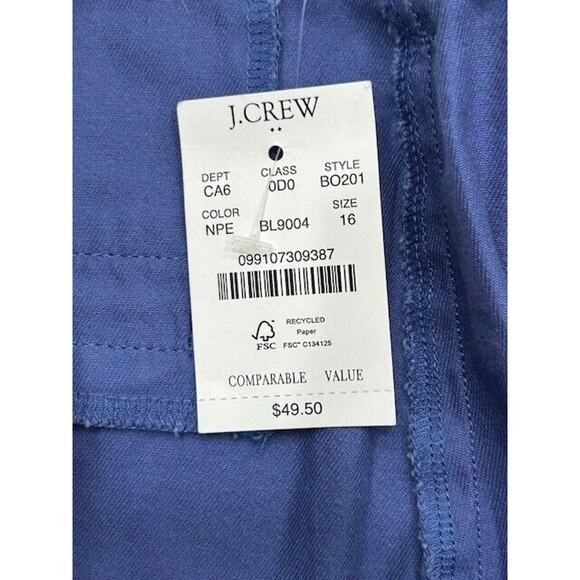 J.CREW
DEPT CLASS STYLE
CA6 0D0 BO201
COLOR SIZE
NPE BL9004 16
099107309387
RECYCLED
Paper
FSC FSC™ C134125
COMPARABLE VALUE
$49.50